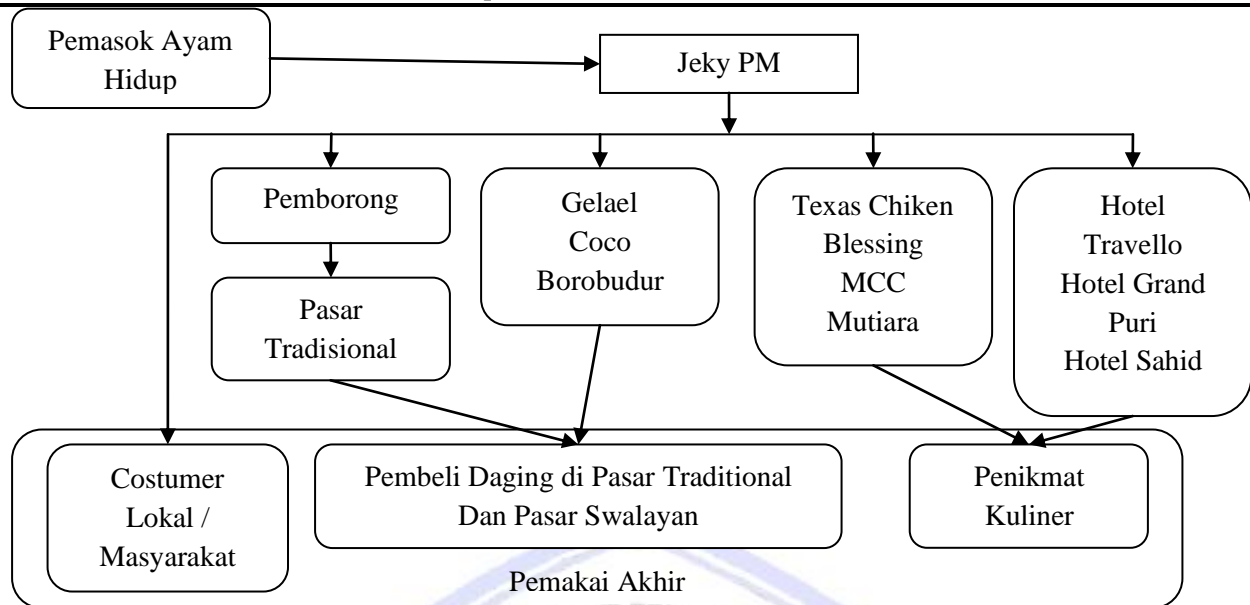 Pemasok Ayam
Hidup
Jeky PM
Pemborong
Pasar
Tradisional
Gelael
Coco
Borobudur
Texas Chiken
Blessing
MCC
Mutiara
Hotel
Travello
Hotel Grand
Puri
Hotel Sahid
Costumer
Lokal /
Masyarakat
Pembeli Daging di Pasar Traditional
Dan Pasar Swalayan
Penikmat
Kuliner
Pemakai Akhir